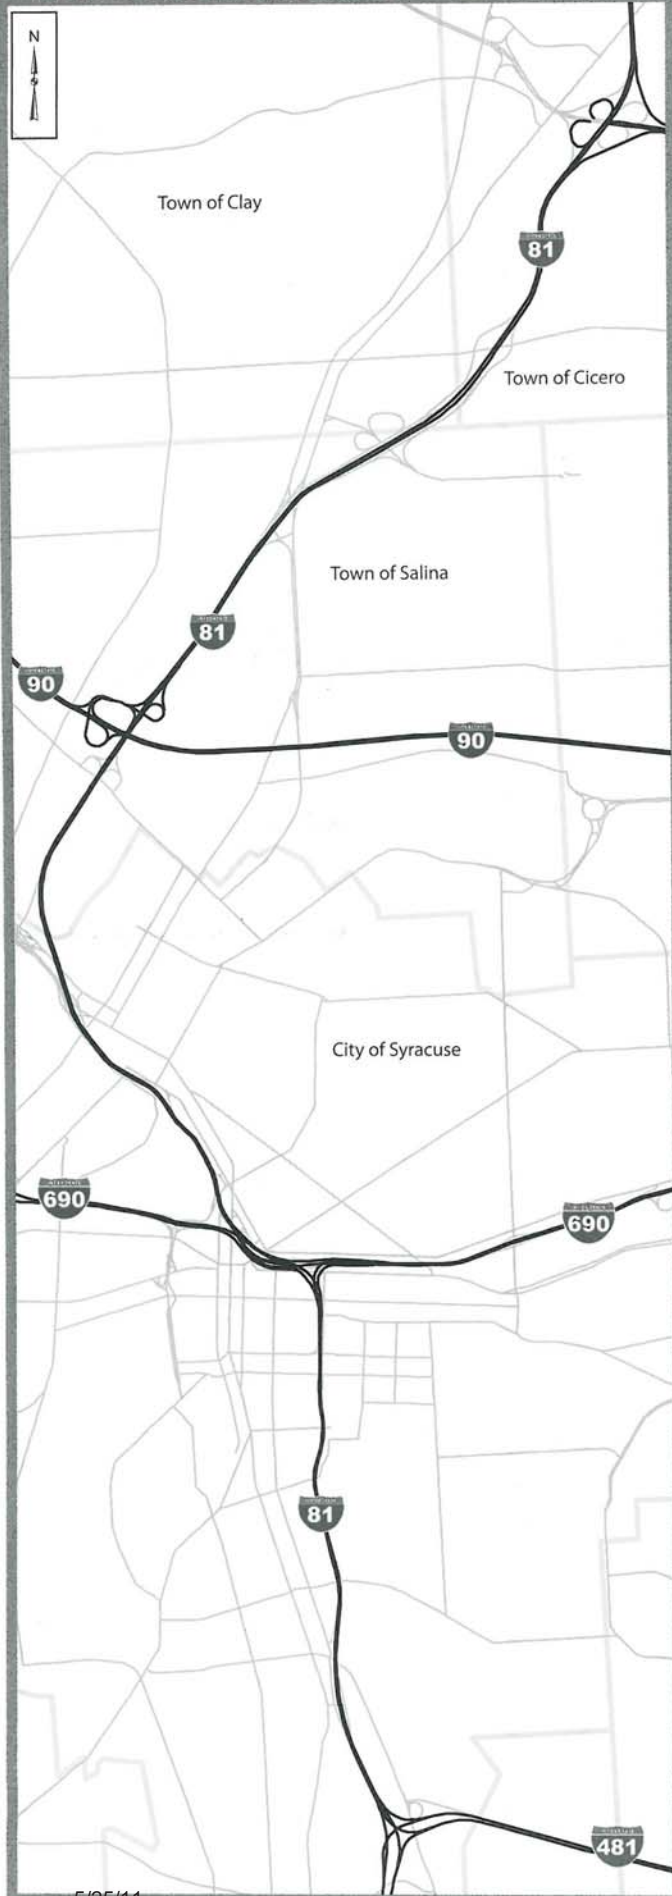 N
Town of Clay
81
Town of Cicero
Town of Salina
81
90
90
City of Syracuse
690
690
81
481